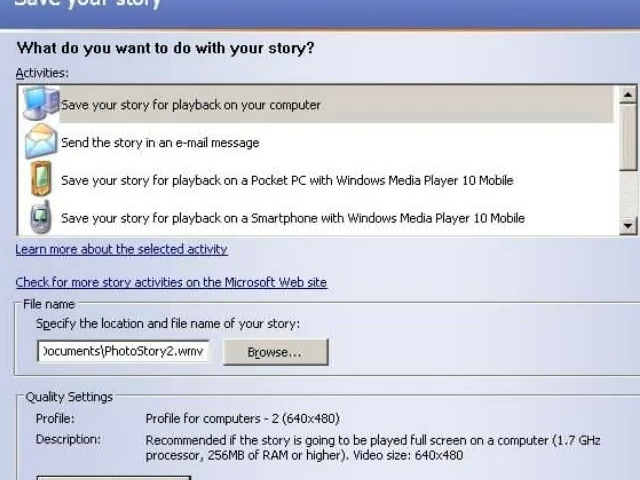 Save your story
What do you want to do with your story?
Activities:
Save your story for playback on your computer
Send the story in an e-mail message
Save your story for playback on a Pocket PC with Windows Media Player 10 Mobile
Save your story for playback on a Smartphone with Windows Media Player 10 Mobile
Learn more about the selected activity
Check for more story activities on the Microsoft Web site
File name
Specify the location and file name of your story:
ocuments\PhotoStory2.wmv
Browse...
Quality Settings
Profile:
Profile for computers - 2 (640x480)
Description:
Recommended if the story is going to be played full screen on a computer (1.7 GHz
processor, 256MB of RAM or higher). Video size: 640x480